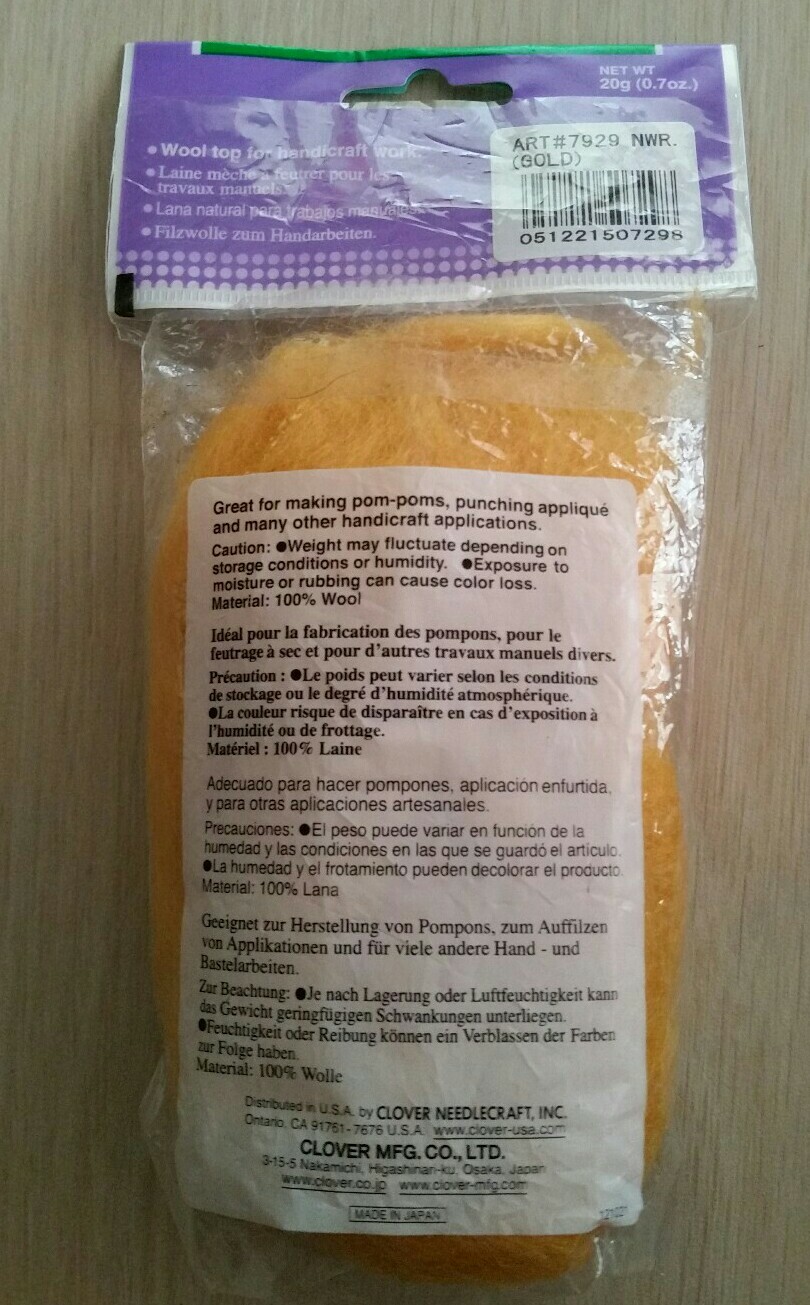 NET WT
20g (0.7oz.)
● Wool top for handicraft work.
● Laine mèche à feutrer pour les
travaux manuels.
● Lana natural para trabajos manuales.
● Filzwolle zum Handarbeiten.
ART#7929 NWR.
(GOLD)
051221507298
Great for making pom-poms, punching appliqué
and many other handicraft applications.
Caution: ●Weight may fluctuate depending on
storage conditions or humidity. ●Exposure to
moisture or rubbing can cause color loss.
Material: 100% Wool
Idéal pour la fabrication des pompons, pour le
feutrage à sec et pour d'autres travaux manuels divers.
Précaution : ●Le poids peut varier selon les conditions
de stockage ou le degré d'humidité atmosphérique.
●La couleur risque de disparaître en cas d'exposition à
l'humidité ou de frottage.
Matériel : 100% Laine
Adecuado para hacer pompones, aplicación enfurtida,
y para otras aplicaciones artesanales.
Precauciones: ●El peso puede variar en función de la
humedad y las condiciones en las que se guardó el artículo.
●La humedad y el frotamiento pueden decolorar el producto.
Material: 100% Lana
Geeignet zur Herstellung von Pompons, zum Auffilzen
von Applikationen und für viele andere Hand - und
Bastelarbeiten.
Zur Beachtung: ●Je nach Lagerung oder Luftfeuchtigkeit kann
das Gewicht geringfügigen Schwankungen unterliegen.
●Feuchtigkeit oder Reibung können ein Verblassen der Farben
zur Folge haben.
Material: 100% Wolle
Distributed in U.S.A. by CLOVER NEEDLECRAFT, INC.
Ontario, CA 91761-7676 U.S.A. www.clover-usa.com
CLOVER MFG. CO., LTD.
3-15-5 Nakamichi, Higashinari-ku, Osaka, Japan
www.clover.co.jp www.clover-mfg.com
MADE IN JAPAN